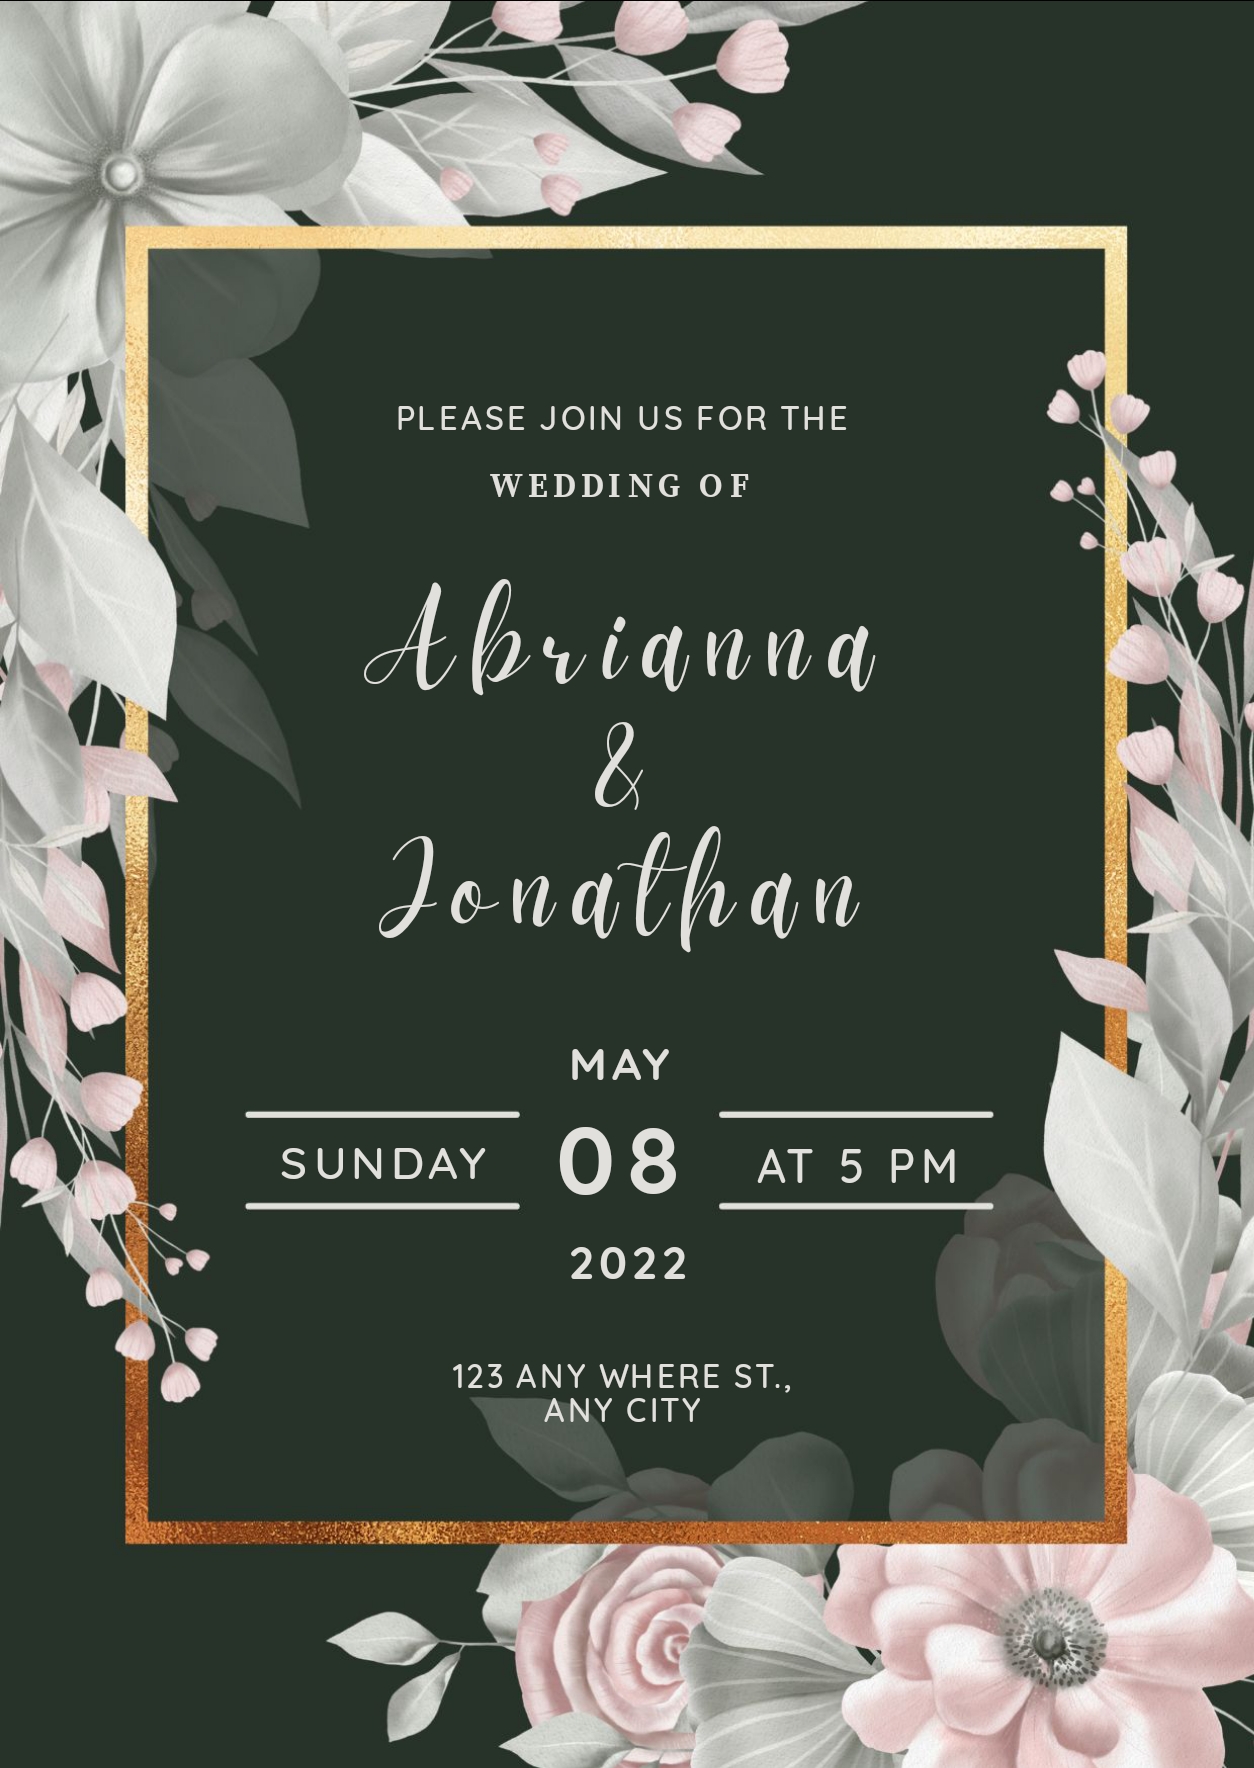 PLEASE JOIN US FOR THE
WEDDING OF
Abrianna
&
Jonathan
MAY
SUNDAY 08 AT 5 PM
2022
123 ANY WHERE ST.,
ANY CITY